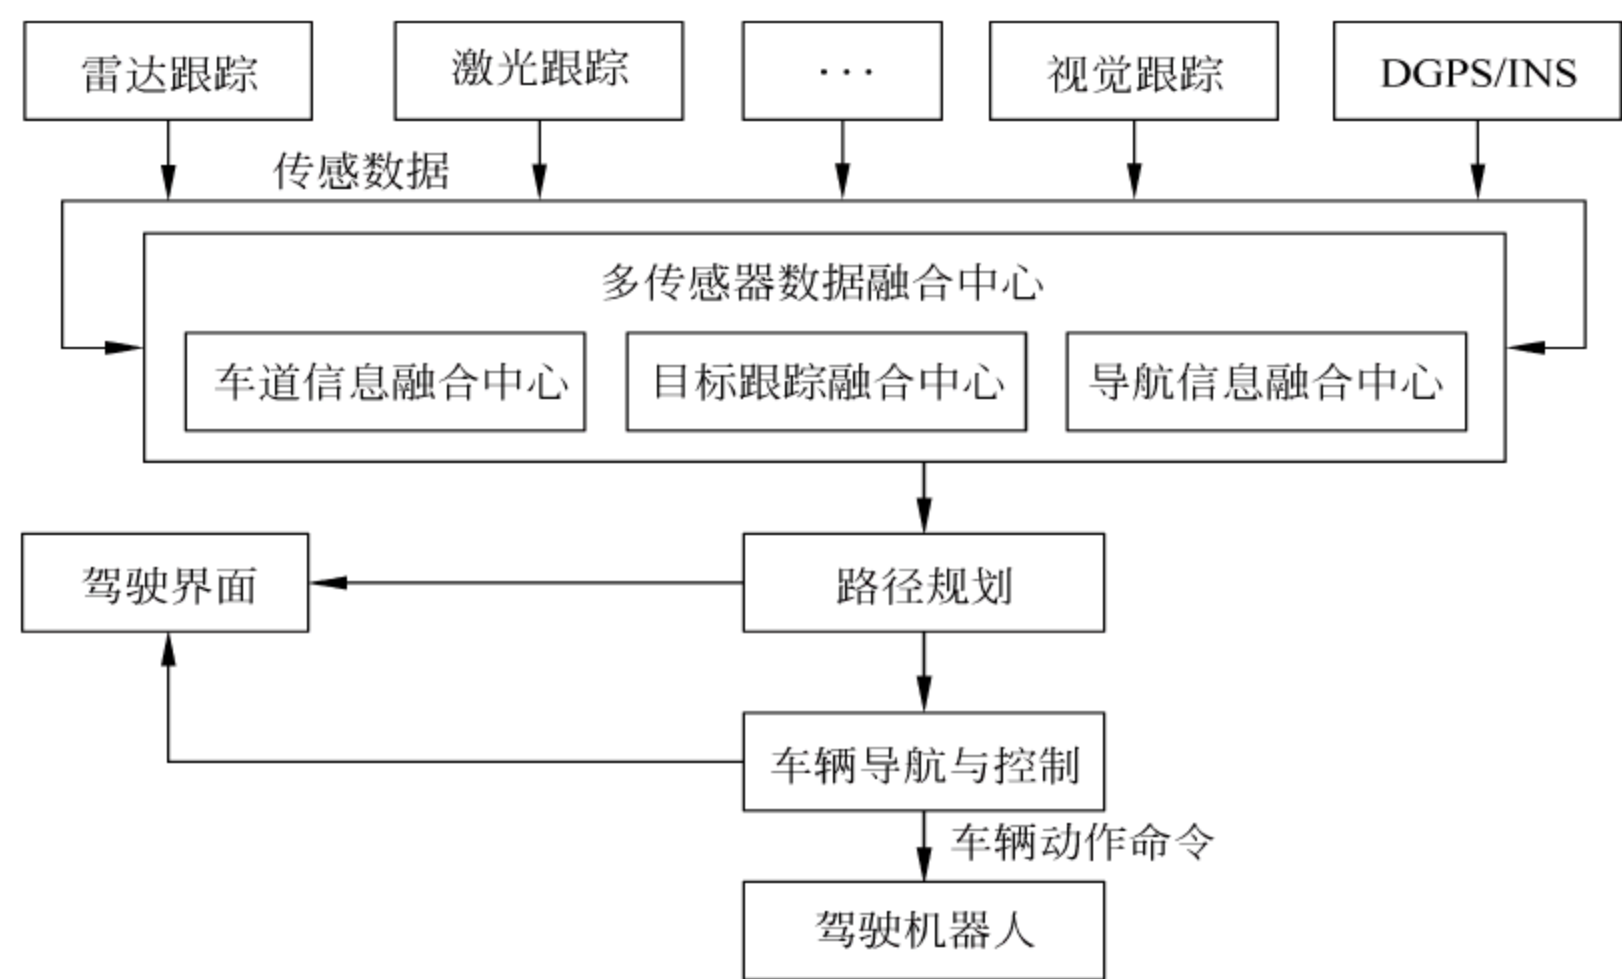 雷达跟踪
激光跟踪
···
视觉跟踪
DGPS/INS
传感数据
多传感器数据融合中心
车道信息融合中心
目标跟踪融合中心
导航信息融合中心
驾驶界面
路径规划
车辆导航与控制
车辆动作命令
驾驶机器人